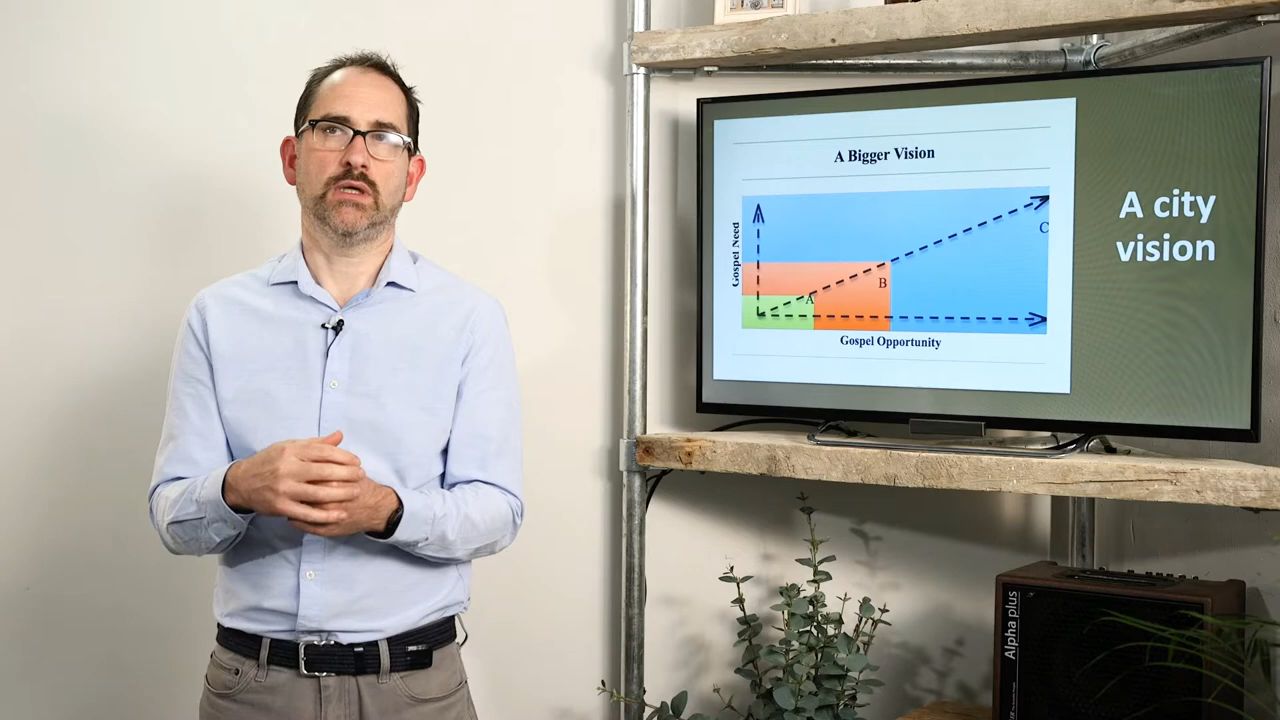 A Bigger Vision
Gospel Need
A
B
C
Gospel Opportunity
A city
vision
Alpha plus